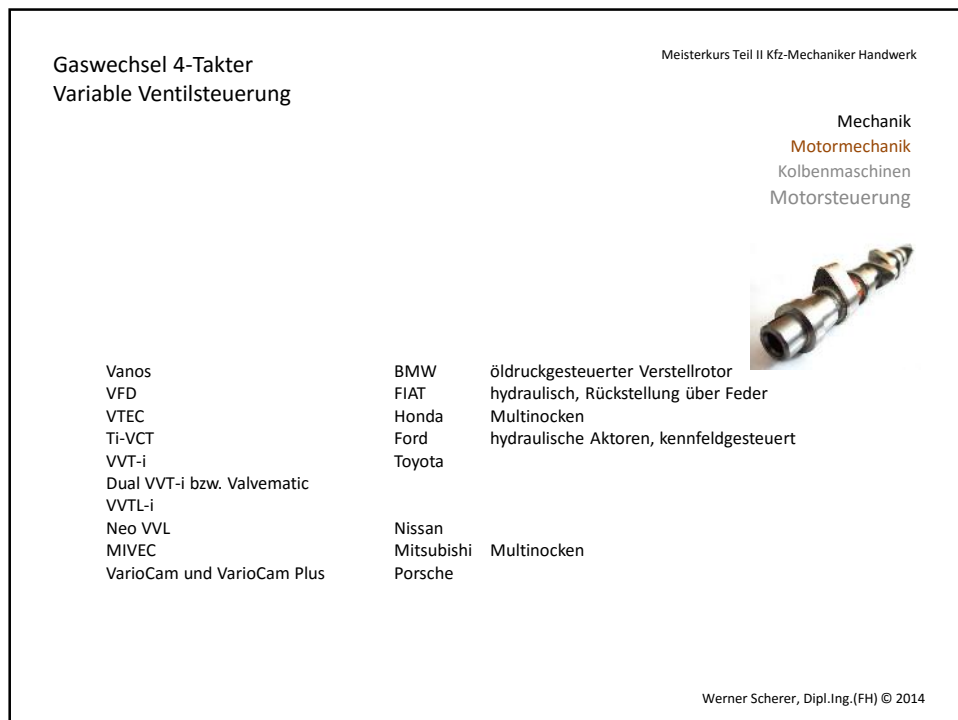 Gaswechsel 4-Takter
Variable Ventilsteuerung
Meisterkurs Teil II Kfz-Mechaniker Handwerk
Mechanik
Motormechanik
Kolbenmaschinen
Motorsteuerung
Vanos BMW öldruckgesteuerter Verstellrotor
VFD FIAT hydraulisch, Rückstellung über Feder
VTEC Honda Multinocken
Ti-VCT Ford hydraulische Aktoren, kennfeldgesteuert
VVT-i Toyota
Dual VVT-i bzw. Valvematic
VVTL-i
Neo VVL Nissan
MIVEC Mitsubishi Multinocken
VarioCam und VarioCam Plus Porsche
Werner Scherer, Dipl.Ing.(FH) © 2014